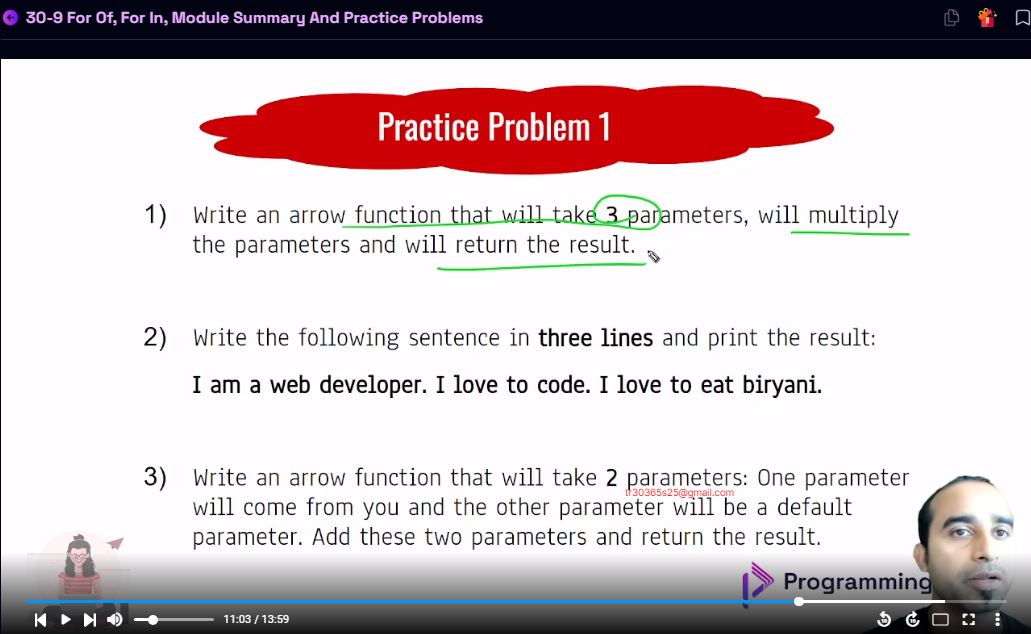 30-9 For Of, For In, Module Summary And Practice Problems
Practice Problem 1
1) Write an arrow function that will take 3 parameters, will multiply
the parameters and will return the result.
2) Write the following sentence in three lines and print the result:
I am a web developer. I love to code. I love to eat biryani.
3) Write an arrow function that will take 2 parameters: One parameter
tr30365s25@gmail.com
will come from you and the other parameter will be a default
parameter. Add these two parameters and return the result.
Programming
11:03 / 13:59